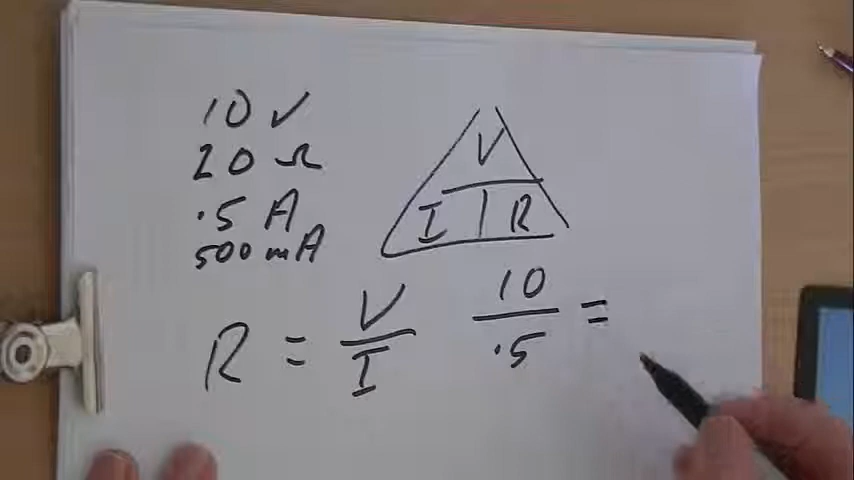 10 V
20 Ω
.5 A
500 mA
V
I R
R = V/I 10/.5 =